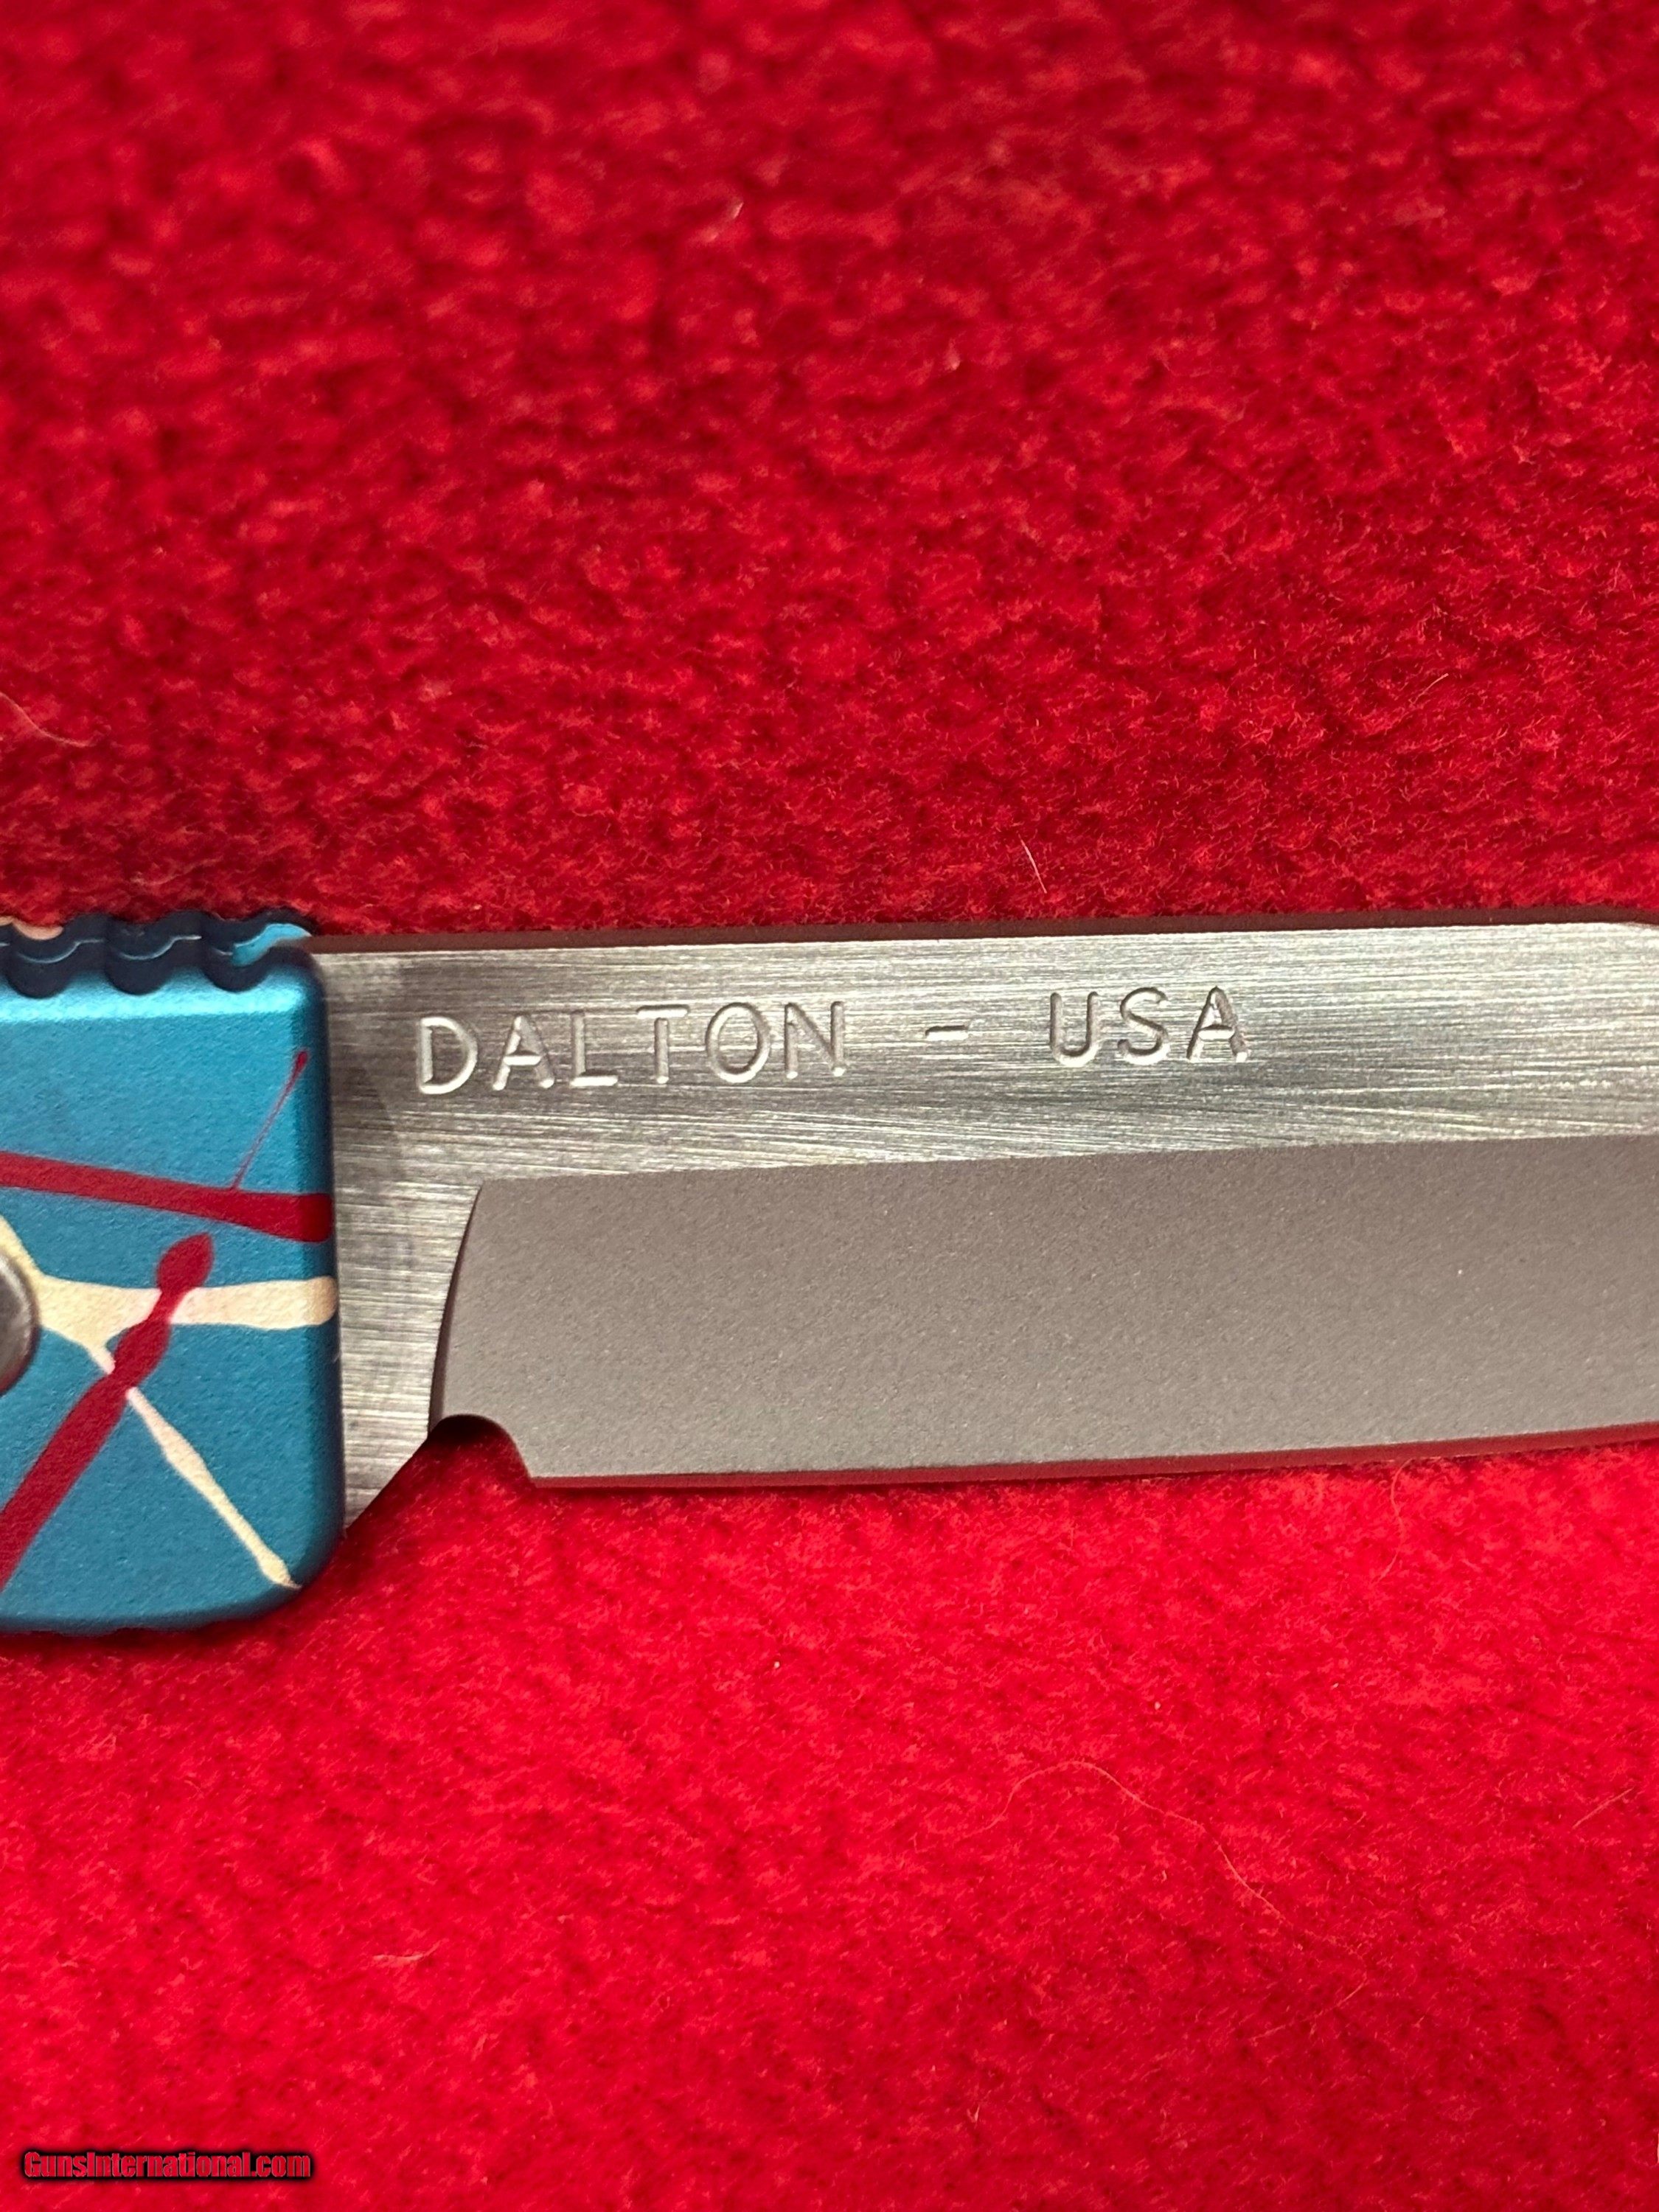 DALTON - USA
GunsInternational.com